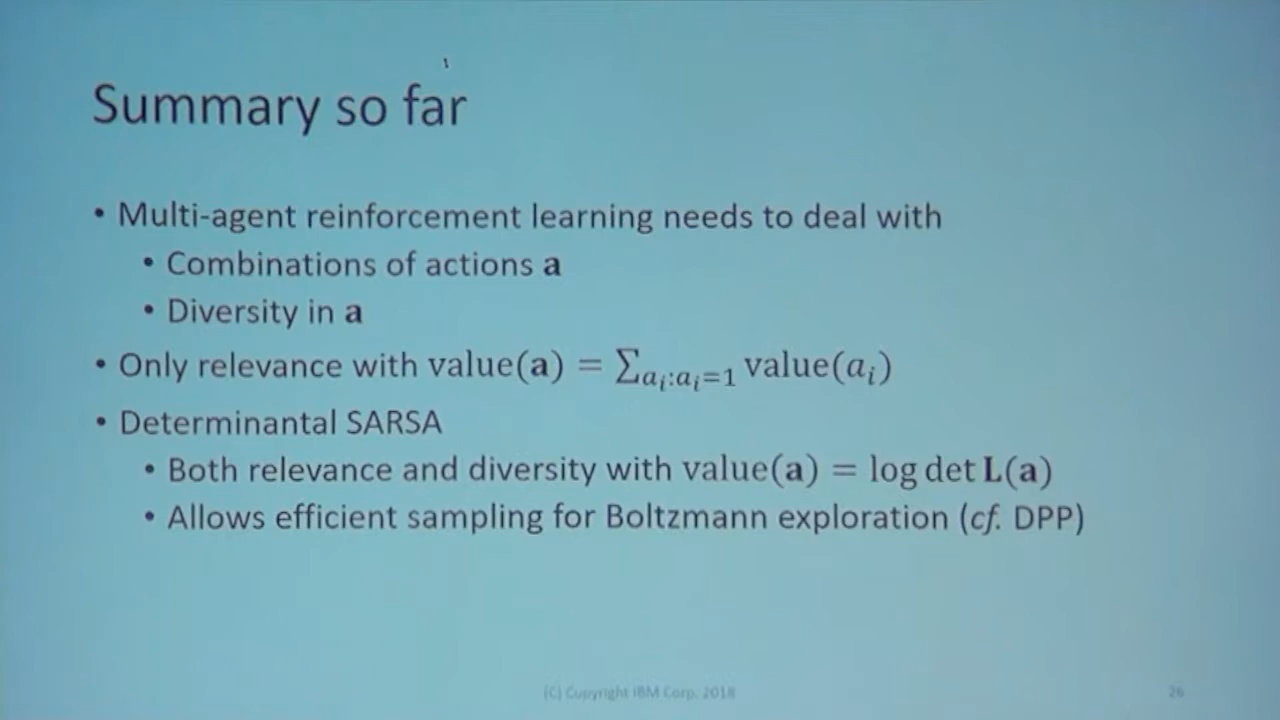 Summary so far
• Multi-agent reinforcement learning needs to deal with
• Combinations of actions a
• Diversity in a
• Only relevance with value(a) = ∑_{a_i:a_i=1} value(a_i)
• Determinantal SARSA
• Both relevance and diversity with value(a) = log det L(a)
• Allows efficient sampling for Boltzmann exploration (cf. DPP)
(C) Copyright IBM Corp. 2018
26